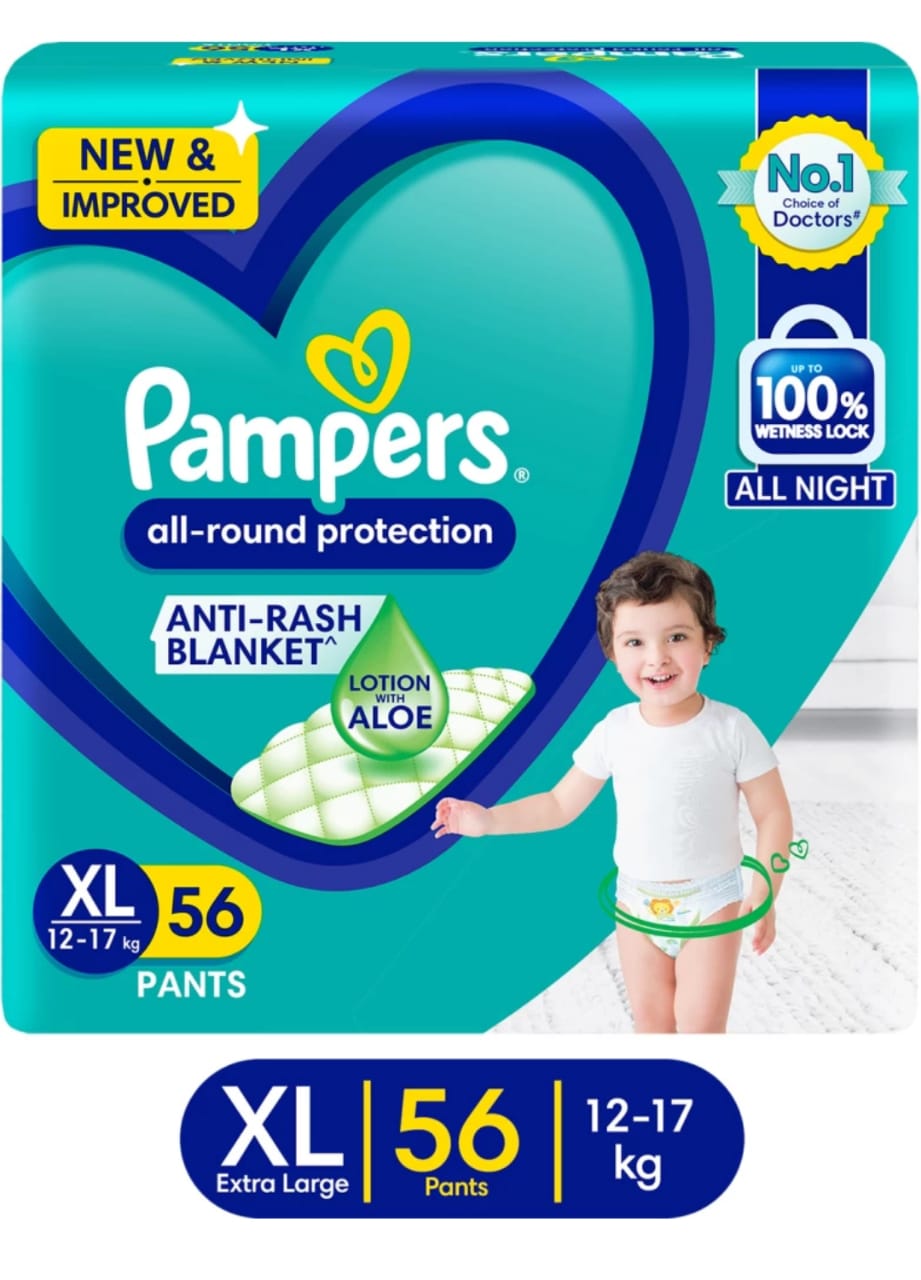 NEW &
IMPROVED
No.1
Choice of
Doctors#
UP TO
100%
WETNESS LOCK
ALL NIGHT
Pampers®
all-round protection
ANTI-RASH
BLANKET^
LOTION
WITH
ALOE
XL
12-17 kg
56
PANTS
XL
Extra Large
56
Pants
12-17
kg